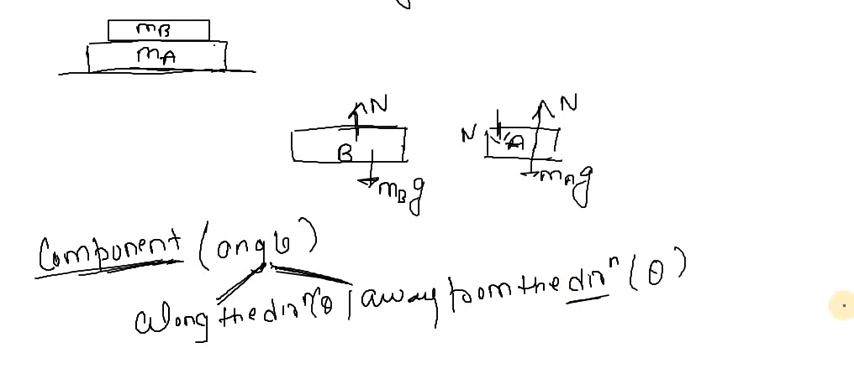 mB
mA
N
N
N
B
A
mBg
mAg
Component (angle)
along the dirⁿ θ | away from the dirⁿ (θ)